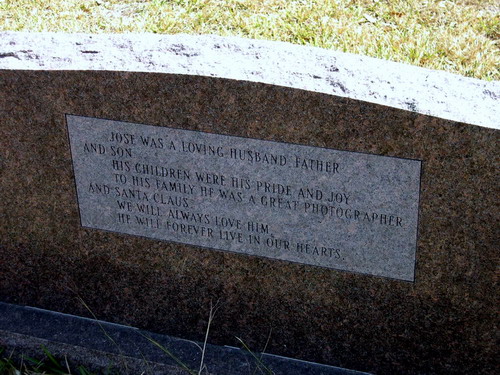 JOSE WAS A LOVING HUSBAND FATHER
AND SON
HIS CHILDREN WERE HIS PRIDE AND JOY
TO HIS FAMILY HE WAS A GREAT PHOTOGRAPHER
AND SANTA CLAUS
WE WILL ALWAYS LOVE HIM
HE WILL FOREVER LIVE IN OUR HEARTS.